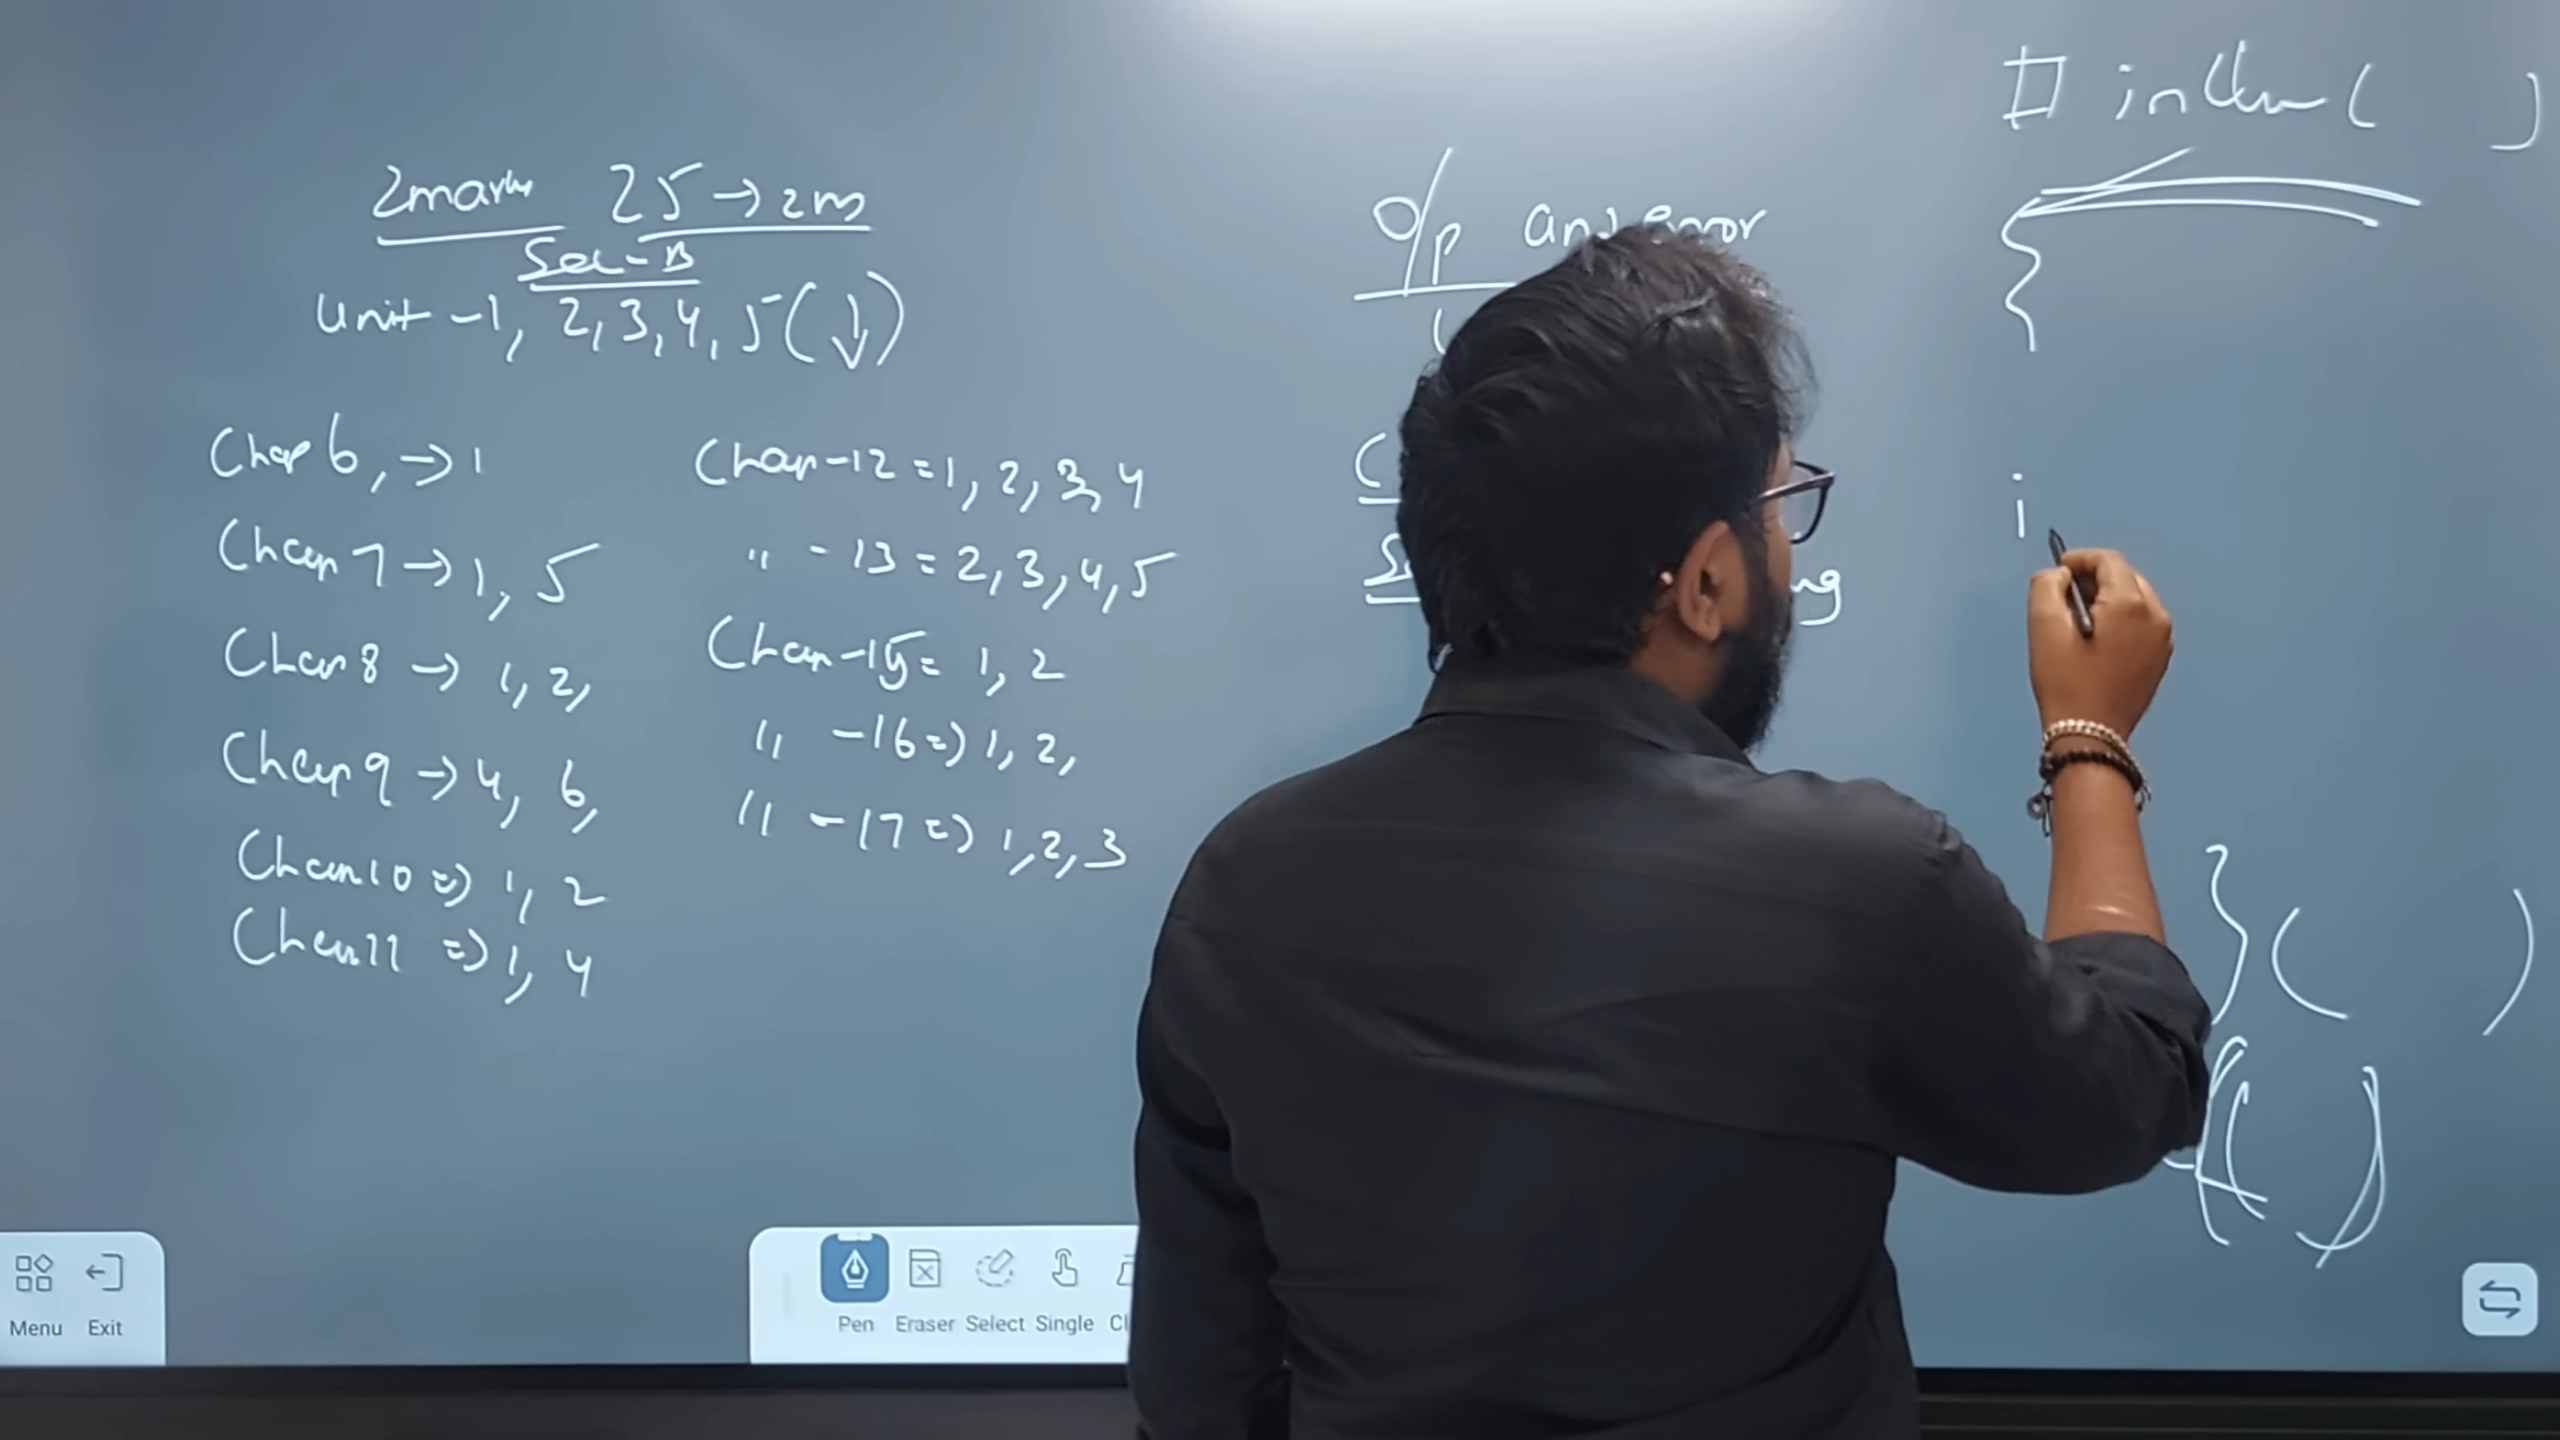 2mark 25 → 2m
Sec-B
Unit -1, 2, 3, 4, 5 (↓)
Chap 6, → 1
Chap 7 → 1, 5
Chap 8 → 1, 2,
Chap 9 → 4, 6,
Chap 10 => 1, 2
Chap 11 => 1, 4
Chap-12 = 1, 2, 3, 4
" - 13 = 2, 3, 4, 5
Chap-15 = 1, 2
" -16 => 1, 2,
" -17 => 1, 2, 3
O/p and error
# inclu ( )
{
i
} ( )
( )
Menu Exit
Pen Eraser Select Single Cl